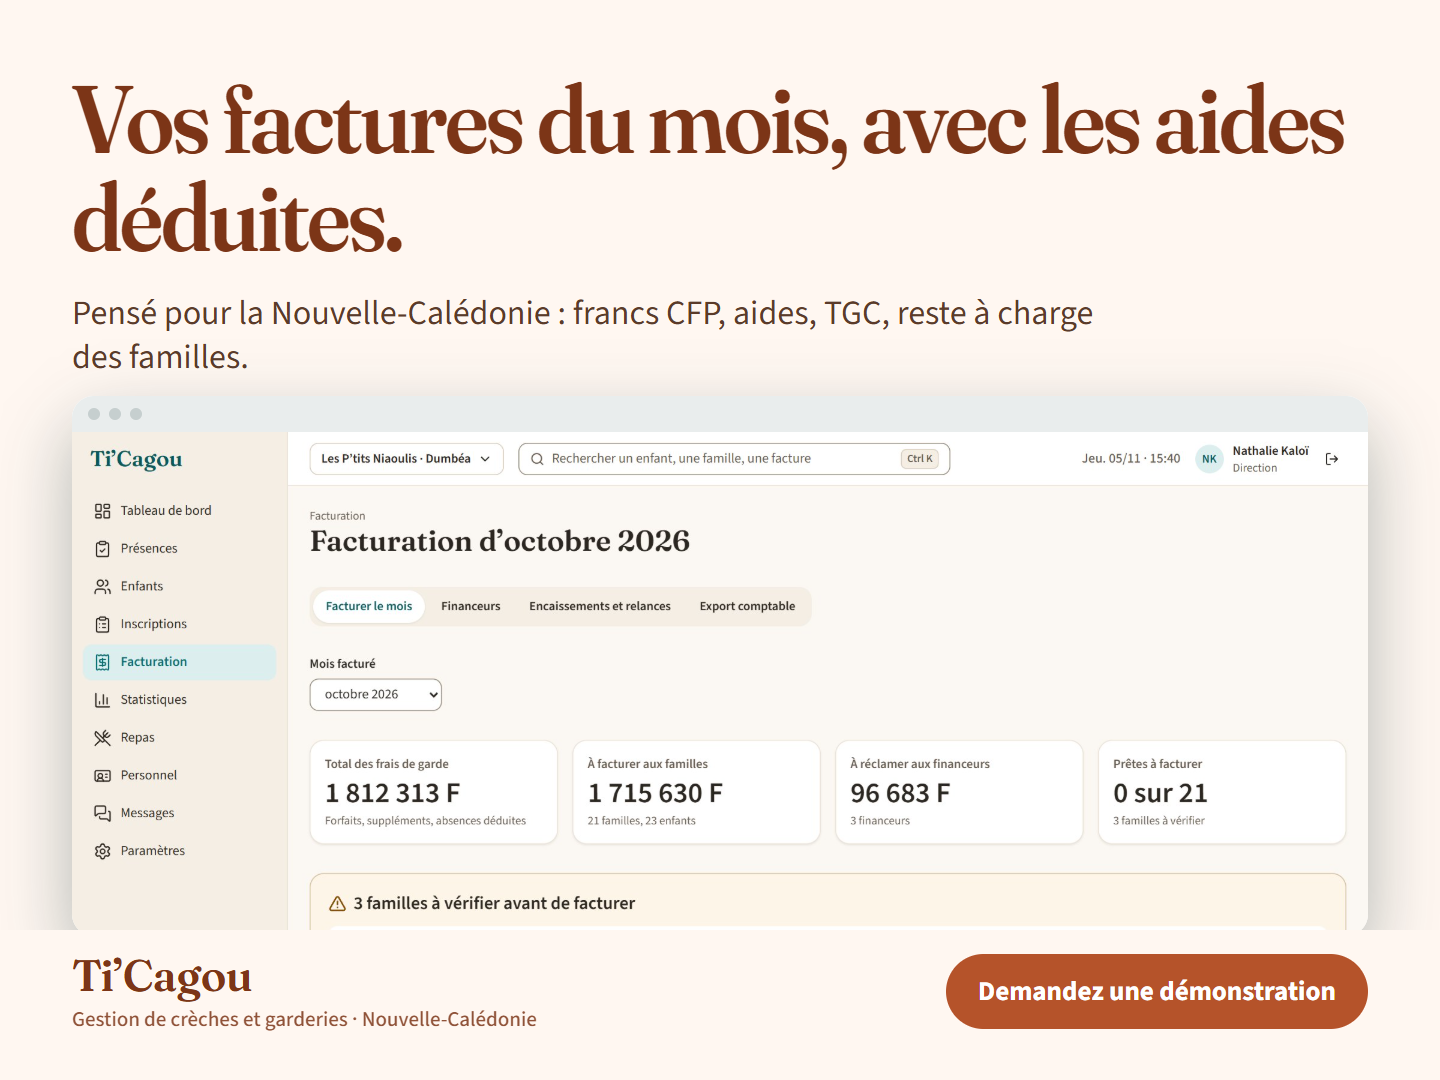 Vos factures du mois, avec les aides
déduites.
Pensé pour la Nouvelle-Calédonie : francs CFP, aides, TGC, reste à charge
des familles.
Ti’Cagou
Les P’tits Niaoulis · Dumbéa
Rechercher un enfant, une famille, une facture
Ctrl K
Jeu. 05/11 · 15:40
NK
Nathalie Kaloï
Direction
Tableau de bord
Présences
Enfants
Inscriptions
Facturation
Statistiques
Repas
Personnel
Messages
Paramètres
Facturation
Facturation d’octobre 2026
Facturer le mois
Financeurs
Encaissements et relances
Export comptable
Mois facturé
octobre 2026
Total des frais de garde
1 812 313 F
Forfaits, suppléments, absences déduites
À facturer aux familles
1 715 630 F
21 familles, 23 enfants
À réclamer aux financeurs
96 683 F
3 financeurs
Prêtes à facturer
0 sur 21
3 familles à vérifier
3 familles à vérifier avant de facturer
Ti’Cagou
Gestion de crèches et garderies · Nouvelle-Calédonie
Demandez une démonstration